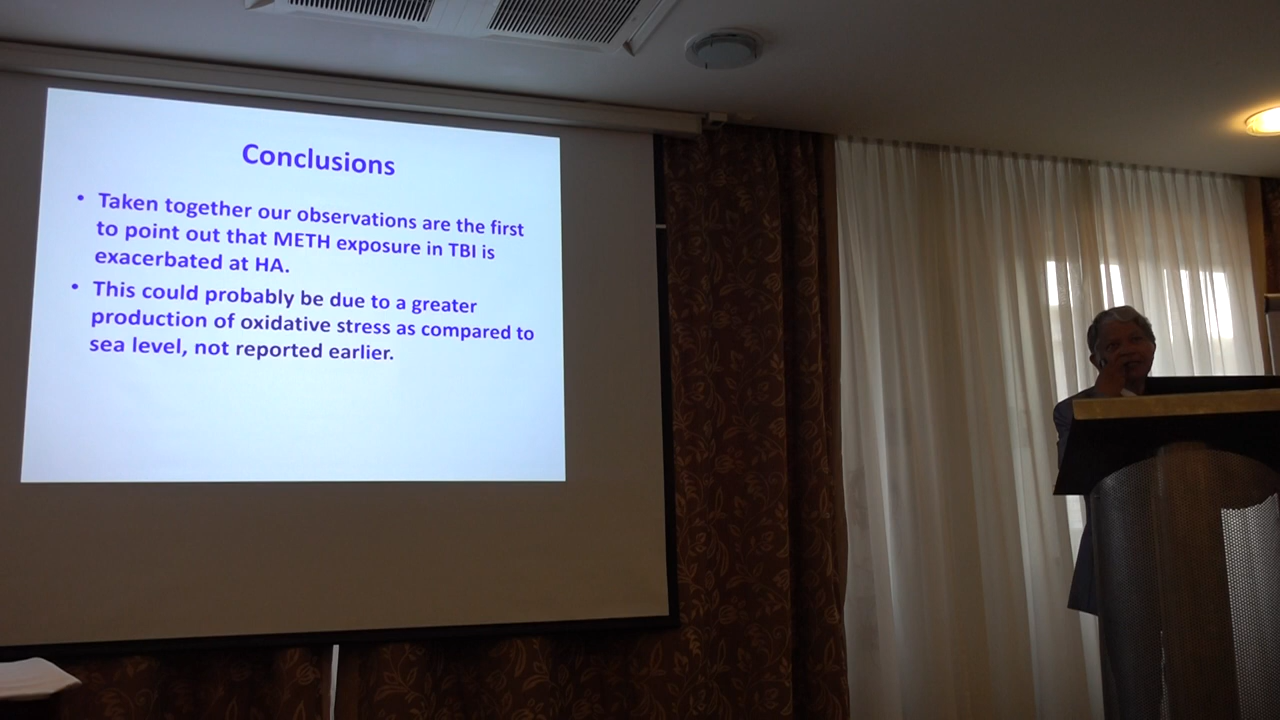 Conclusions
• Taken together our observations are the first
to point out that METH exposure in TBI is
exacerbated at HA.
• This could probably be due to a greater
production of oxidative stress as compared to
sea level, not reported earlier.